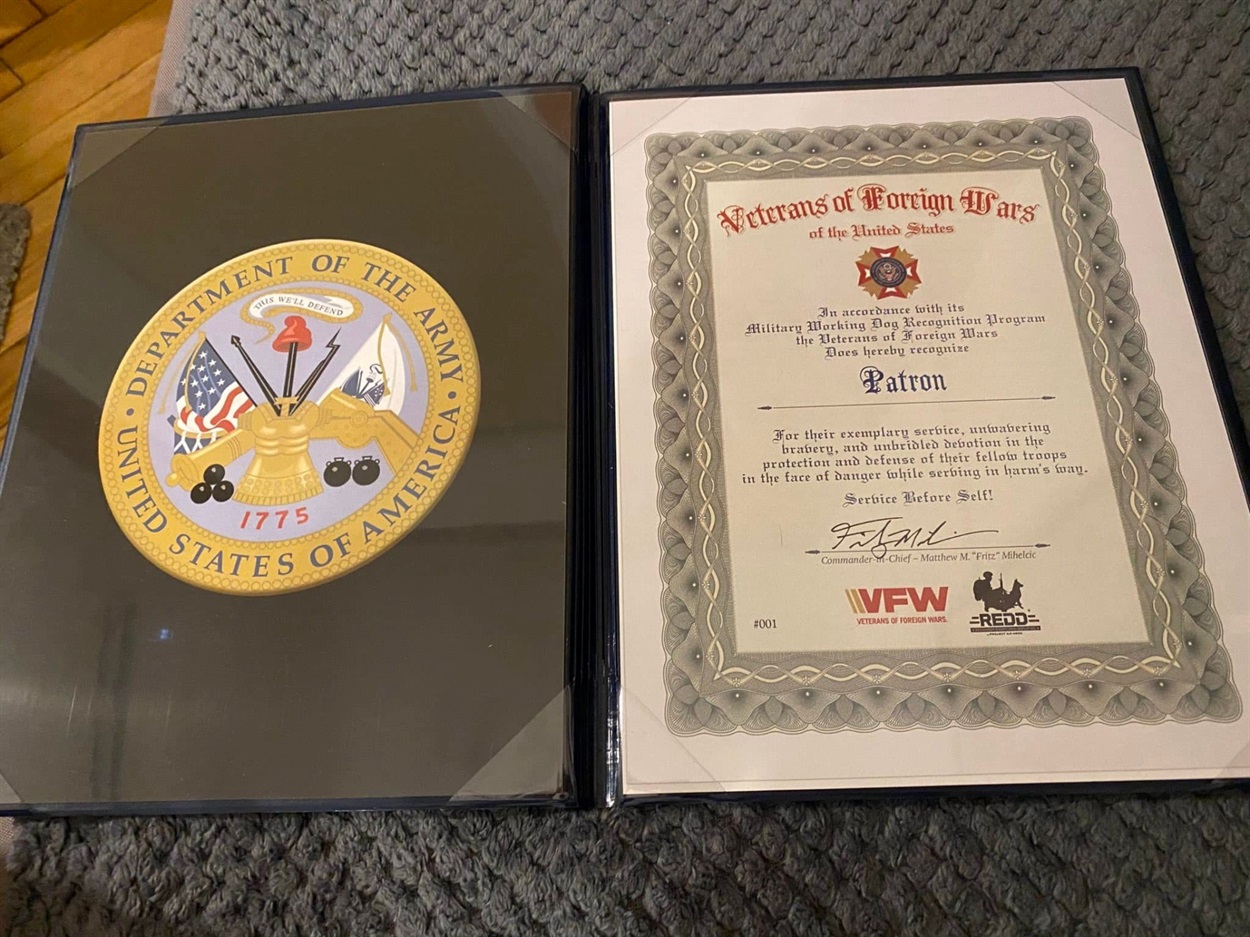 DEPARTMENT OF THE ARMY
THIS WE'LL DEFEND
1775
UNITED STATES OF AMERICA
Veterans of Foreign Wars
of the United States
In accordance with its
Military Working Dog Recognition Program
the Veterans of Foreign Wars
Does hereby recognize
Patron
For their exemplary service, unwavering
bravery, and unbridled devotion in the
protection and defense of their fellow troops
in the face of danger while serving in harm's way.
Service Before Self!
Commander-in-Chief – Matthew M. "Fritz" Mihelcic
VFW
VETERANS OF FOREIGN WARS.
REDD
#001